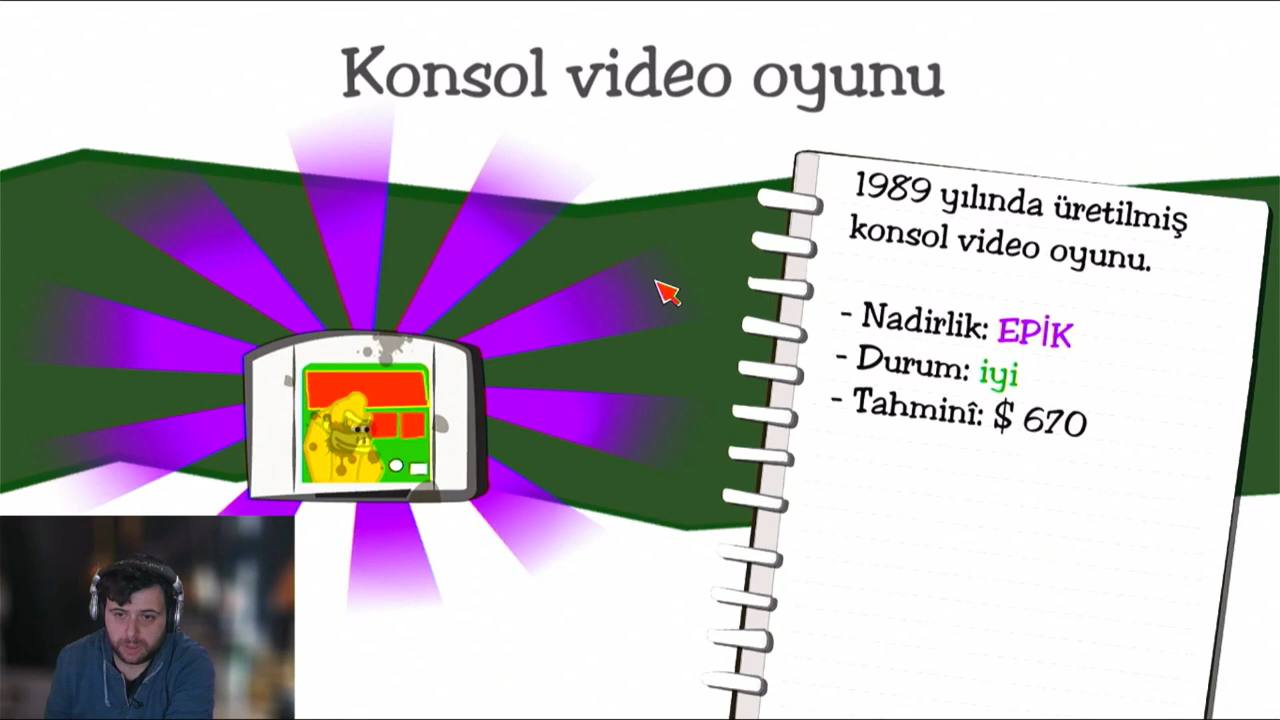 Konsol video oyunu
1989 yılında üretilmiş
konsol video oyunu.
- Nadirlik: EPİK
- Durum: iyi
- Tahminî: $ 670